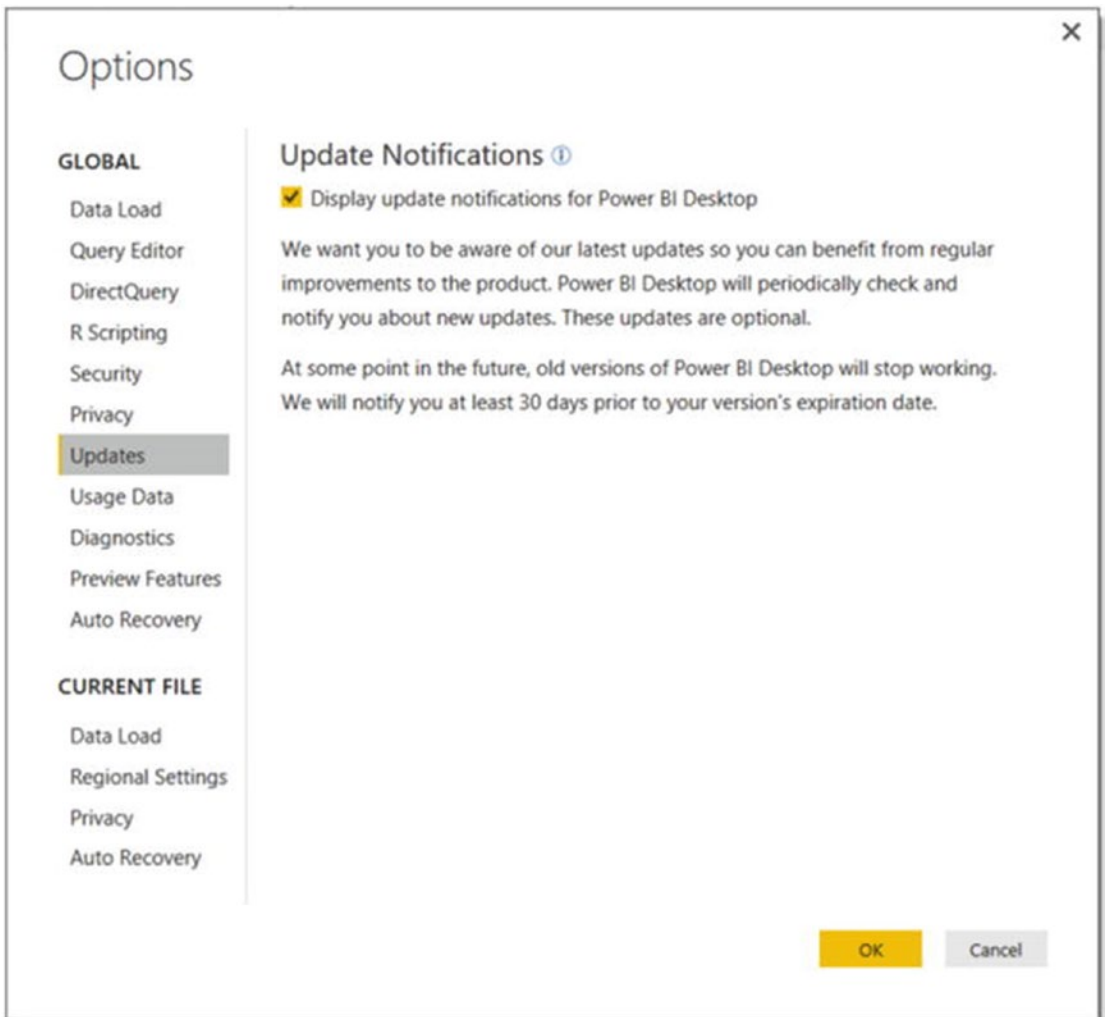 Options
GLOBAL
Data Load
Query Editor
DirectQuery
R Scripting
Security
Privacy
Updates
Usage Data
Diagnostics
Preview Features
Auto Recovery
CURRENT FILE
Data Load
Regional Settings
Privacy
Auto Recovery
Update Notifications
Display update notifications for Power BI Desktop
We want you to be aware of our latest updates so you can benefit from regular
improvements to the product. Power BI Desktop will periodically check and
notify you about new updates. These updates are optional.
At some point in the future, old versions of Power BI Desktop will stop working.
We will notify you at least 30 days prior to your version's expiration date.
OK
Cancel